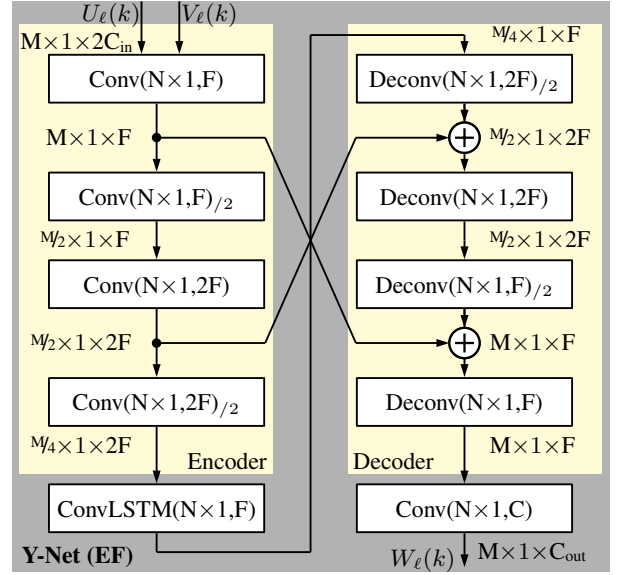 Uℓ(k) Vℓ(k)
M×1×2Cin
Conv(N×1,F)
M×1×F
Conv(N×1,F)/2
M/2×1×F
Conv(N×1,2F)
M/2×1×2F
Conv(N×1,2F)/2
M/4×1×2F
Encoder
ConvLSTM(N×1,F)
Y-Net (EF)
M/4×1×F
Deconv(N×1,2F)/2
+
M/2×1×2F
Deconv(N×1,2F)
M/2×1×2F
Deconv(N×1,F)/2
+
M×1×F
Deconv(N×1,F)
M×1×F
Decoder
Conv(N×1,C)
Wℓ(k)
M×1×Cout